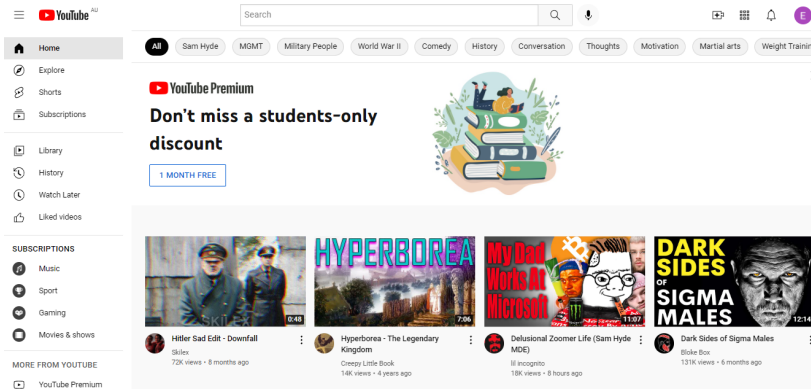 YouTube AU
Search
E
Home
Explore
Shorts
Subscriptions
Library
History
Watch Later
Liked videos
SUBSCRIPTIONS
Music
Sport
Gaming
Movies & shows
MORE FROM YOUTUBE
YouTube Premium
All
Sam Hyde
MGMT
Military People
World War II
Comedy
History
Conversation
Thoughts
Motivation
Martial arts
Weight Trainin
YouTube Premium
Don't miss a students-only
discount
1 MONTH FREE
SKILEX
0:48
Hitler Sad Edit - Downfall
Skilex
72K views • 8 months ago
HYPERBOREA
7:06
Hyperborea - The Legendary
Kingdom
Creepy Little Book
14K views • 4 years ago
My Dad
Works At
Microsoft
11:07
Delusional Zoomer Life (Sam Hyde
MDE)
lil incognito
18K views • 8 hours ago
DARK
SIDES
OF
SIGMA
MALES
12:14
Dark Sides of Sigma Males
Bloke Box
131K views • 6 months ago